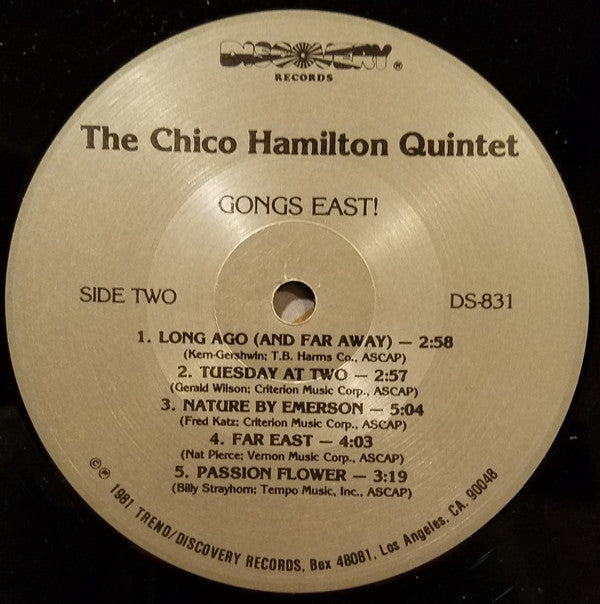 DISCOVERY ®
RECORDS
The Chico Hamilton Quintet
GONGS EAST!
SIDE TWO
DS-831
1. LONG AGO (AND FAR AWAY) — 2:58
(Kern-Gershwin; T.B. Harms Co., ASCAP)
2. TUESDAY AT TWO — 2:57
(Gerald Wilson; Criterion Music Corp., ASCAP)
3. NATURE BY EMERSON — 5:04
(Fred Katz; Criterion Music Corp., ASCAP)
4. FAR EAST — 4:03
(Nat Pierce; Vernon Music Corp., ASCAP)
5. PASSION FLOWER — 3:19
(Billy Strayhorn; Tempo Music, Inc., ASCAP)
© ℗ 1981 TREND/DISCOVERY RECORDS, Box 48081, Los Angeles, CA. 90048